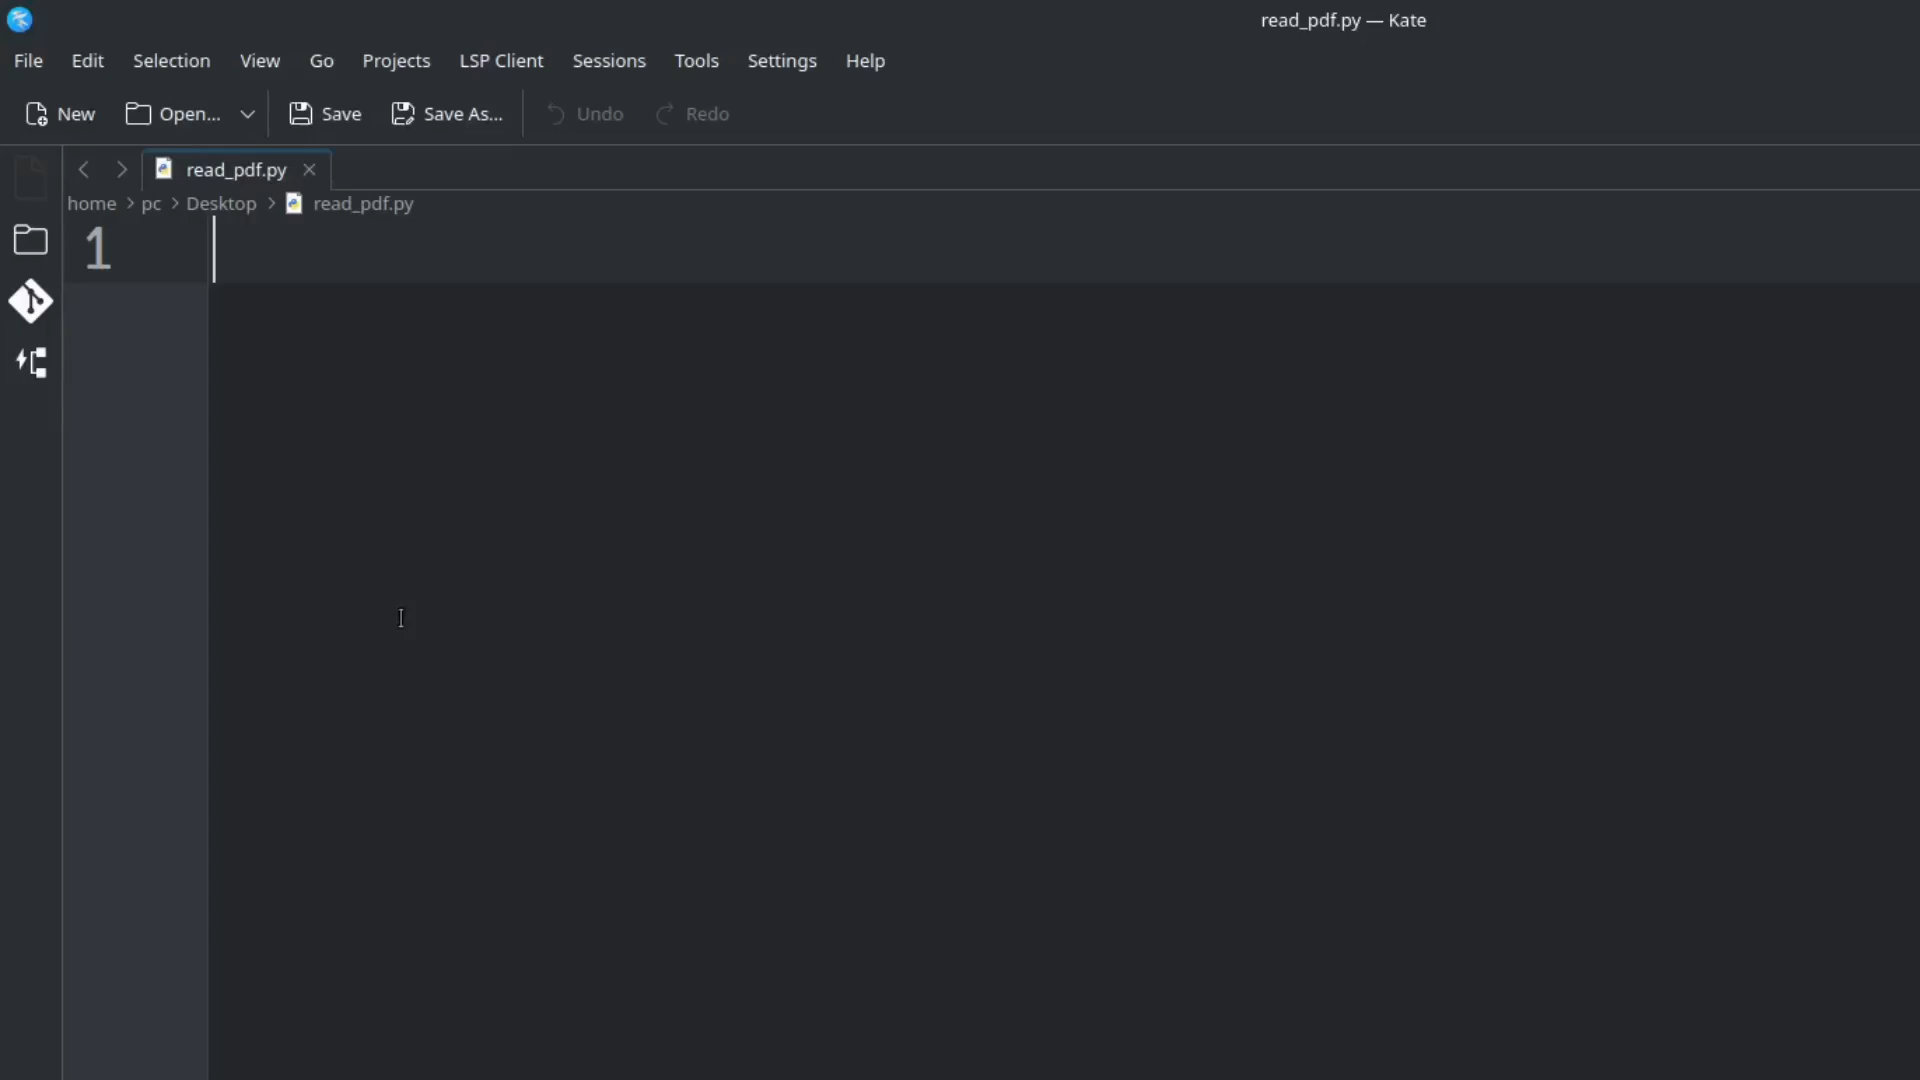 read_pdf.py — Kate
File Edit Selection View Go Projects LSP Client Sessions Tools Settings Help
New Open... Save Save As... Undo Redo
read_pdf.py
home > pc > Desktop > read_pdf.py
1